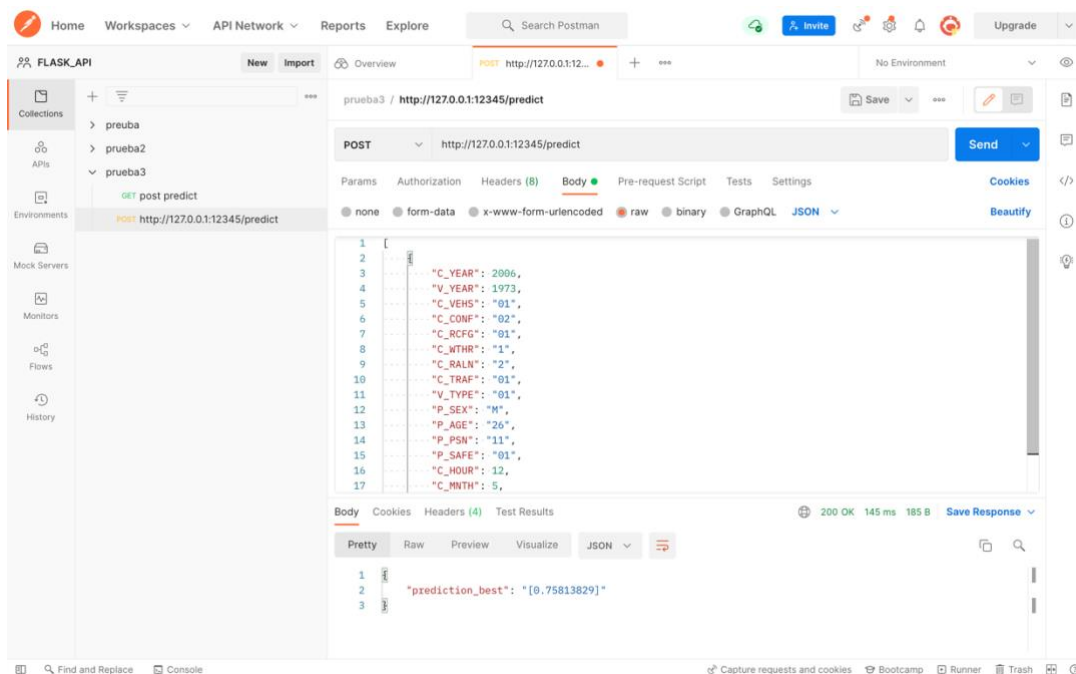 Home Workspaces API Network Reports Explore Search Postman Invite Upgrade
FLASK_API New Import Overview POST http://127.0.0.1:12... No Environment
Collections
APIs
Environments
Mock Servers
Monitors
Flows
History
preuba
prueba2
prueba3
GET post predict
POST http://127.0.0.1:12345/predict
prueba3 / http://127.0.0.1:12345/predict Save
POST http://127.0.0.1:12345/predict Send
Params Authorization Headers (8) Body Pre-request Script Tests Settings Cookies
none form-data x-www-form-urlencoded raw binary GraphQL JSON Beautify
1 [
2 {
3 "C_YEAR": 2006,
4 "V_YEAR": 1973,
5 "C_VEHS": "01",
6 "C_CONF": "02",
7 "C_RCFG": "01",
8 "C_WTHR": "1",
9 "C_RALN": "2",
10 "C_TRAF": "01",
11 "V_TYPE": "01",
12 "P_SEX": "M",
13 "P_AGE": "26",
14 "P_PSN": "11",
15 "P_SAFE": "01",
16 "C_HOUR": 12,
17 "C_MNTH": 5,
Body Cookies Headers (4) Test Results 200 OK 145 ms 185 B Save Response
Pretty Raw Preview Visualize JSON
1 {
2 "prediction_best": "[0.75813829]"
3 }
Find and Replace Console Capture requests and cookies Bootcamp Runner Trash